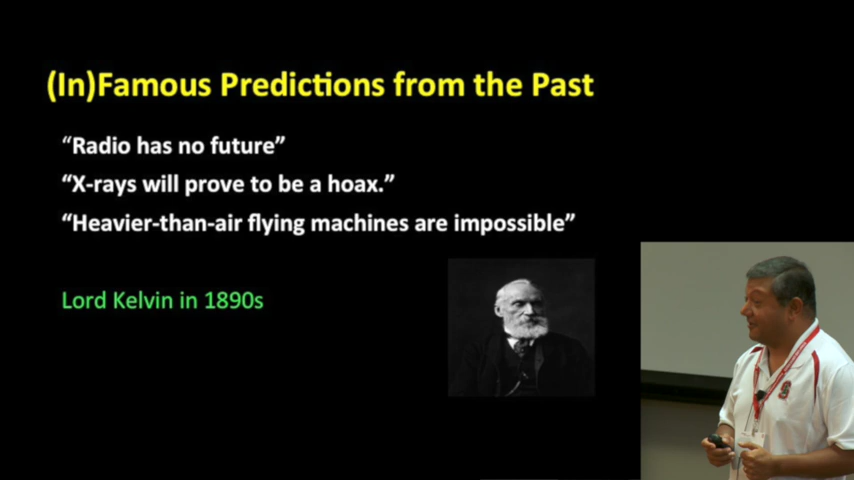 (In)Famous Predictions from the Past
“Radio has no future”
“X-rays will prove to be a hoax.”
“Heavier-than-air flying machines are impossible”
Lord Kelvin in 1890s
S